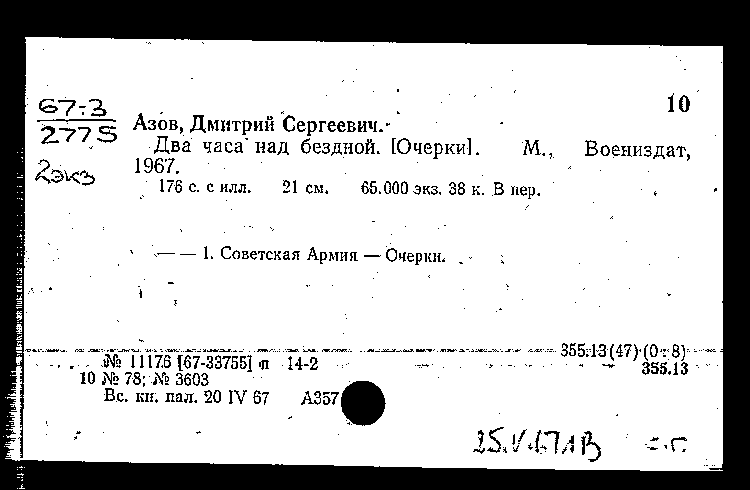 10
67-3
2775
2экз
Азов, Дмитрий Сергеевич.
Два часа над бездной. [Очерки]. М., Воениздат,
1967.
176 с. с илл. 21 см. 65.000 экз. 38 к. В пер.
— — 1. Советская Армия — Очерки.
355.13(47)(0:8)
№ 11176 [67-33755] п 14-2
355.13
10 № 78; № 3603
Вс. кн. пал. 20 IV 67 А357
25.V.67